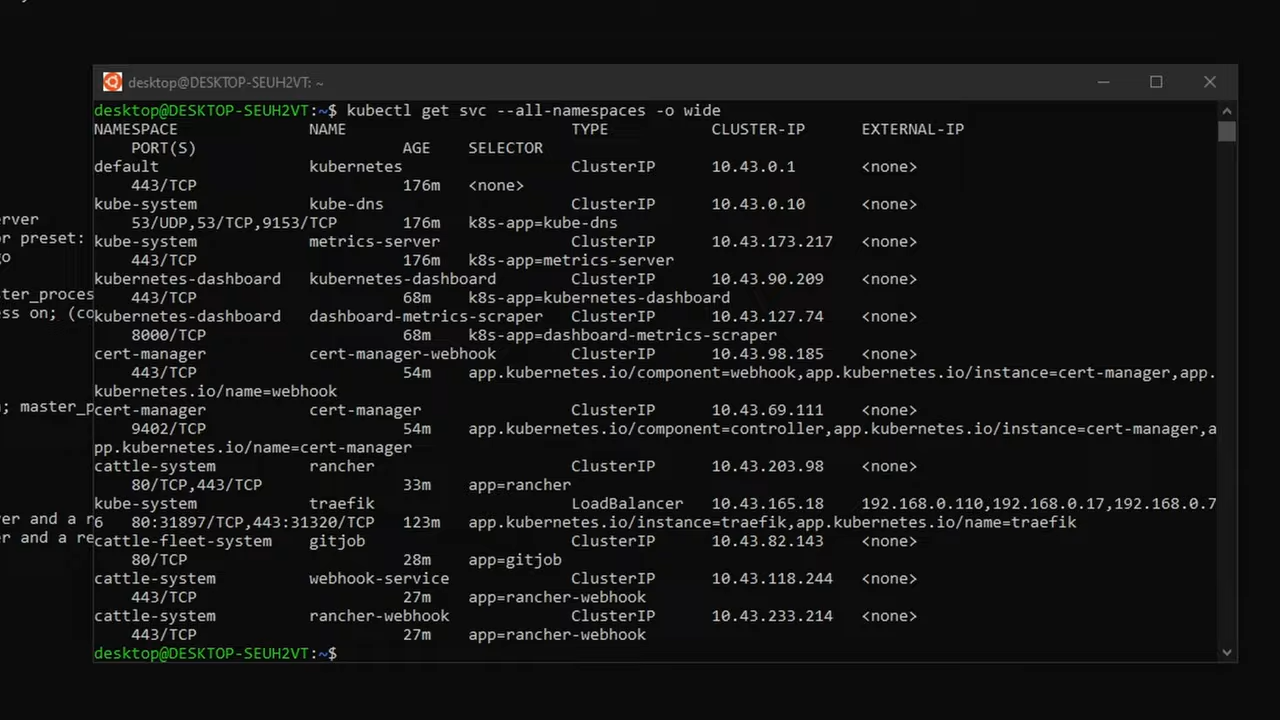 desktop@DESKTOP-SEUH2VT: ~
desktop@DESKTOP-SEUH2VT:~$ kubectl get svc --all-namespaces -o wide
NAMESPACE NAME TYPE CLUSTER-IP EXTERNAL-IP
PORT(S) AGE SELECTOR
default kubernetes ClusterIP 10.43.0.1 <none>
443/TCP 176m <none>
kube-system kube-dns ClusterIP 10.43.0.10 <none>
erver 53/UDP,53/TCP,9153/TCP 176m k8s-app=kube-dns
or preset: kube-system metrics-server ClusterIP 10.43.173.217 <none>
go 443/TCP 176m k8s-app=metrics-server
kubernetes-dashboard kubernetes-dashboard ClusterIP 10.43.90.209 <none>
ster_proces 443/TCP 68m k8s-app=kubernetes-dashboard
ess on; (co kubernetes-dashboard dashboard-metrics-scraper ClusterIP 10.43.127.74 <none>
8000/TCP 68m k8s-app=dashboard-metrics-scraper
cert-manager cert-manager-webhook ClusterIP 10.43.98.185 <none>
443/TCP 54m app.kubernetes.io/component=webhook,app.kubernetes.io/instance=cert-manager,app.
kubernetes.io/name=webhook
; master_p cert-manager cert-manager ClusterIP 10.43.69.111 <none>
9402/TCP 54m app.kubernetes.io/component=controller,app.kubernetes.io/instance=cert-manager,a
pp.kubernetes.io/name=cert-manager
cattle-system rancher ClusterIP 10.43.203.98 <none>
80/TCP,443/TCP 33m app=rancher
kube-system traefik LoadBalancer 10.43.165.18 192.168.0.110,192.168.0.17,192.168.0.7
ver and a r 6 80:31897/TCP,443:31320/TCP 123m app.kubernetes.io/instance=traefik,app.kubernetes.io/name=traefik
er and a re cattle-fleet-system gitjob ClusterIP 10.43.82.143 <none>
80/TCP 28m app=gitjob
cattle-system webhook-service ClusterIP 10.43.118.244 <none>
443/TCP 27m app=rancher-webhook
cattle-system rancher-webhook ClusterIP 10.43.233.214 <none>
443/TCP 27m app=rancher-webhook
desktop@DESKTOP-SEUH2VT:~$